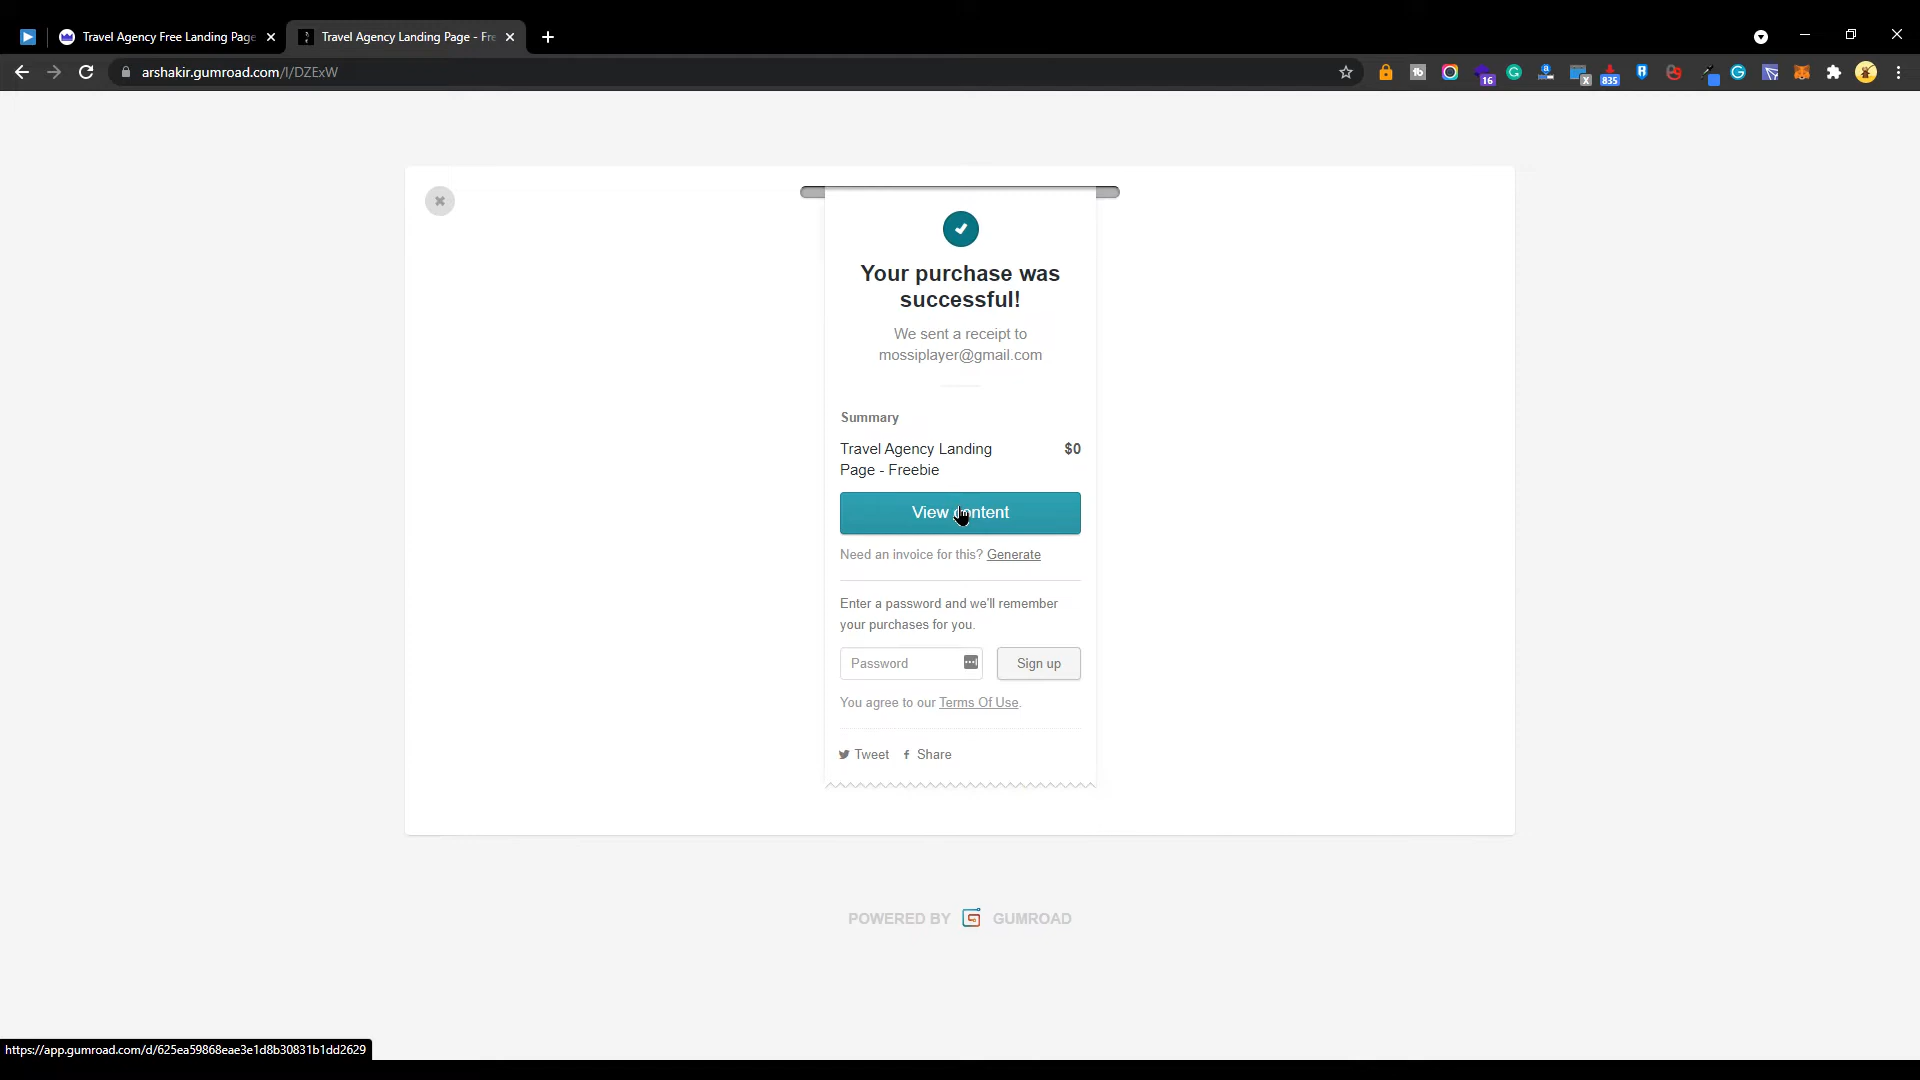 Travel Agency Free Landing Page
Travel Agency Landing Page - Fre
arshakir.gumroad.com/l/DZExW
16
X
835
Your purchase was
successful!
We sent a receipt to
mossiplayer@gmail.com
Summary
Travel Agency Landing $0
Page - Freebie
View content
Need an invoice for this? Generate
Enter a password and we'll remember
your purchases for you.
Password Sign up
You agree to our Terms Of Use.
Tweet Share
POWERED BY GUMROAD
https://app.gumroad.com/d/625ea59868eae3e1d8b30831b1dd2629